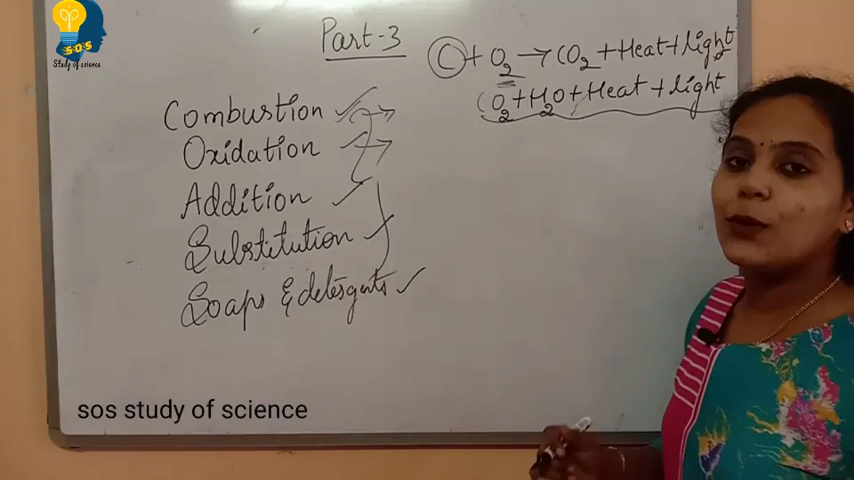 SOS
Study of science
Part-3
C + O2 → CO2 + Heat + light
CO2 + H2O + Heat + light
Combustion ✓
Oxidation ✓
Addition ✓
Substitution ✓
Soaps & detergents ✓
sos study of science